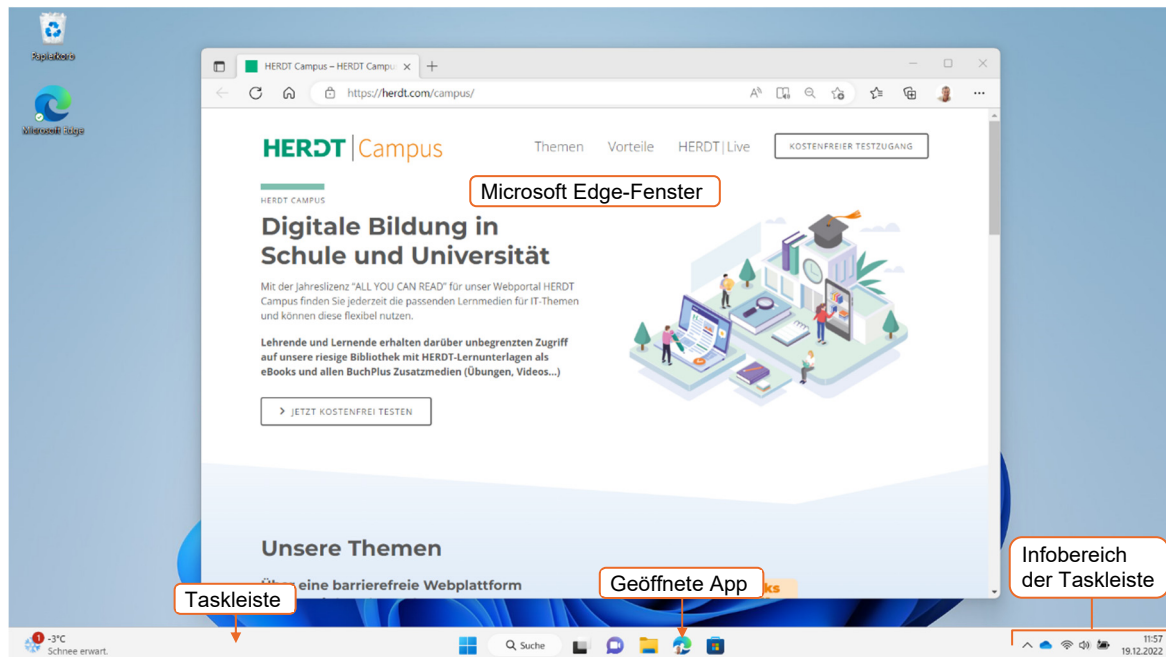 Papierkorb
Microsoft Edge
HERDT Campus – HERDT Campu
https://herdt.com/campus/
HERDT | Campus
Themen Vorteile HERDT|Live KOSTENFREIER TESTZUGANG
Microsoft Edge-Fenster
HERDT CAMPUS
Digitale Bildung in
Schule und Universität
Mit der Jahreslizenz "ALL YOU CAN READ" für unser Webportal HERDT
Campus finden Sie jederzeit die passenden Lernmedien für IT-Themen
und können diese flexibel nutzen.
Lehrende und Lernende erhalten darüber unbegrenzten Zugriff
auf unsere riesige Bibliothek mit HERDT-Lernunterlagen als
eBooks und allen BuchPlus Zusatzmedien (Übungen, Videos...)
JETZT KOSTENFREI TESTEN
Unsere Themen
Über eine barrierefreie Webplattform
Infobereich
der Taskleiste
Geöffnete App
ks
Taskleiste
1
-3°C
Schnee erwart.
Suche
11:57
19.12.2022